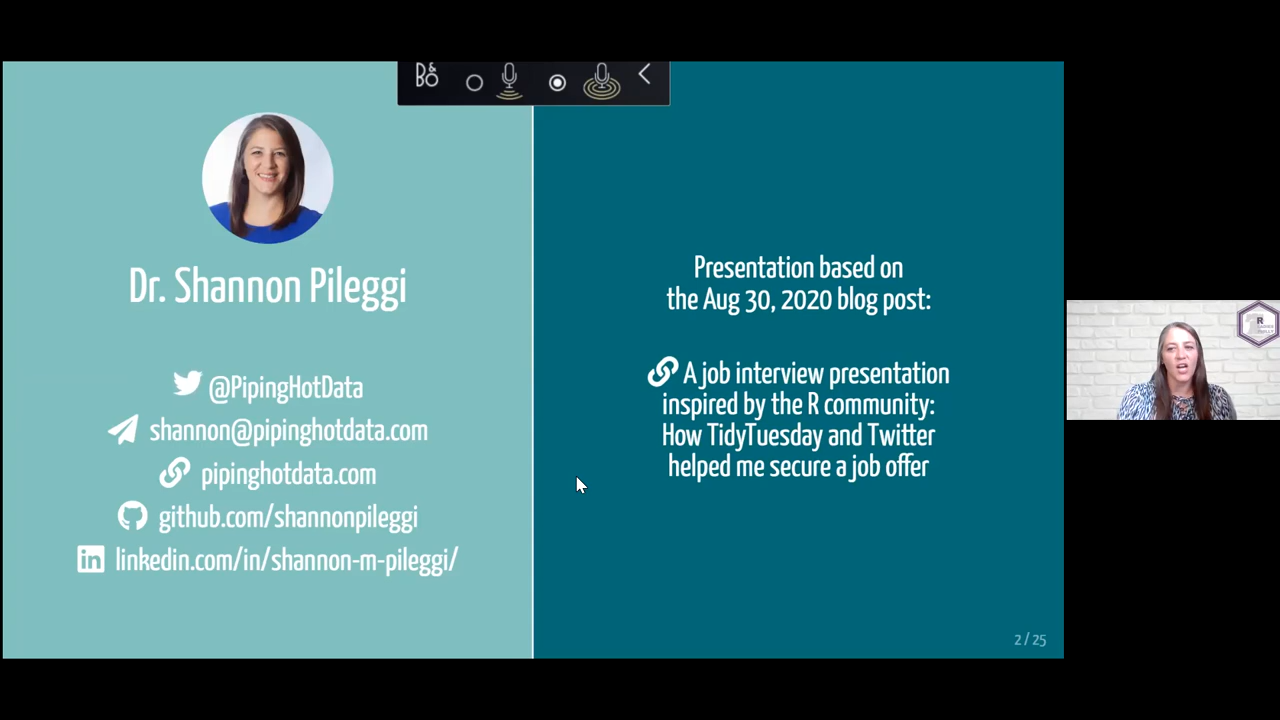 B&BO
Dr. Shannon Pileggi
@PipingHotData
shannon@pipinghotdata.com
pipinghotdata.com
github.com/shannonpileggi
in linkedin.com/in/shannon-m-pileggi/
Presentation based on
the Aug 30, 2020 blog post:
A job interview presentation
inspired by the R community:
How TidyTuesday and Twitter
helped me secure a job offer
2 / 25
R